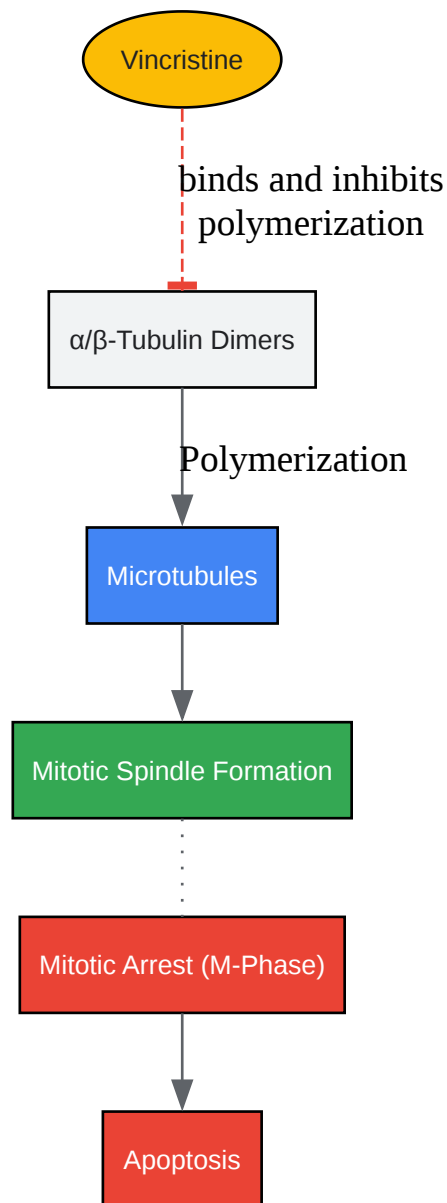 Vincristine
binds and inhibits
polymerization
α/β-Tubulin Dimers
Polymerization
Microtubules
Mitotic Spindle Formation
Mitotic Arrest (M-Phase)
Apoptosis